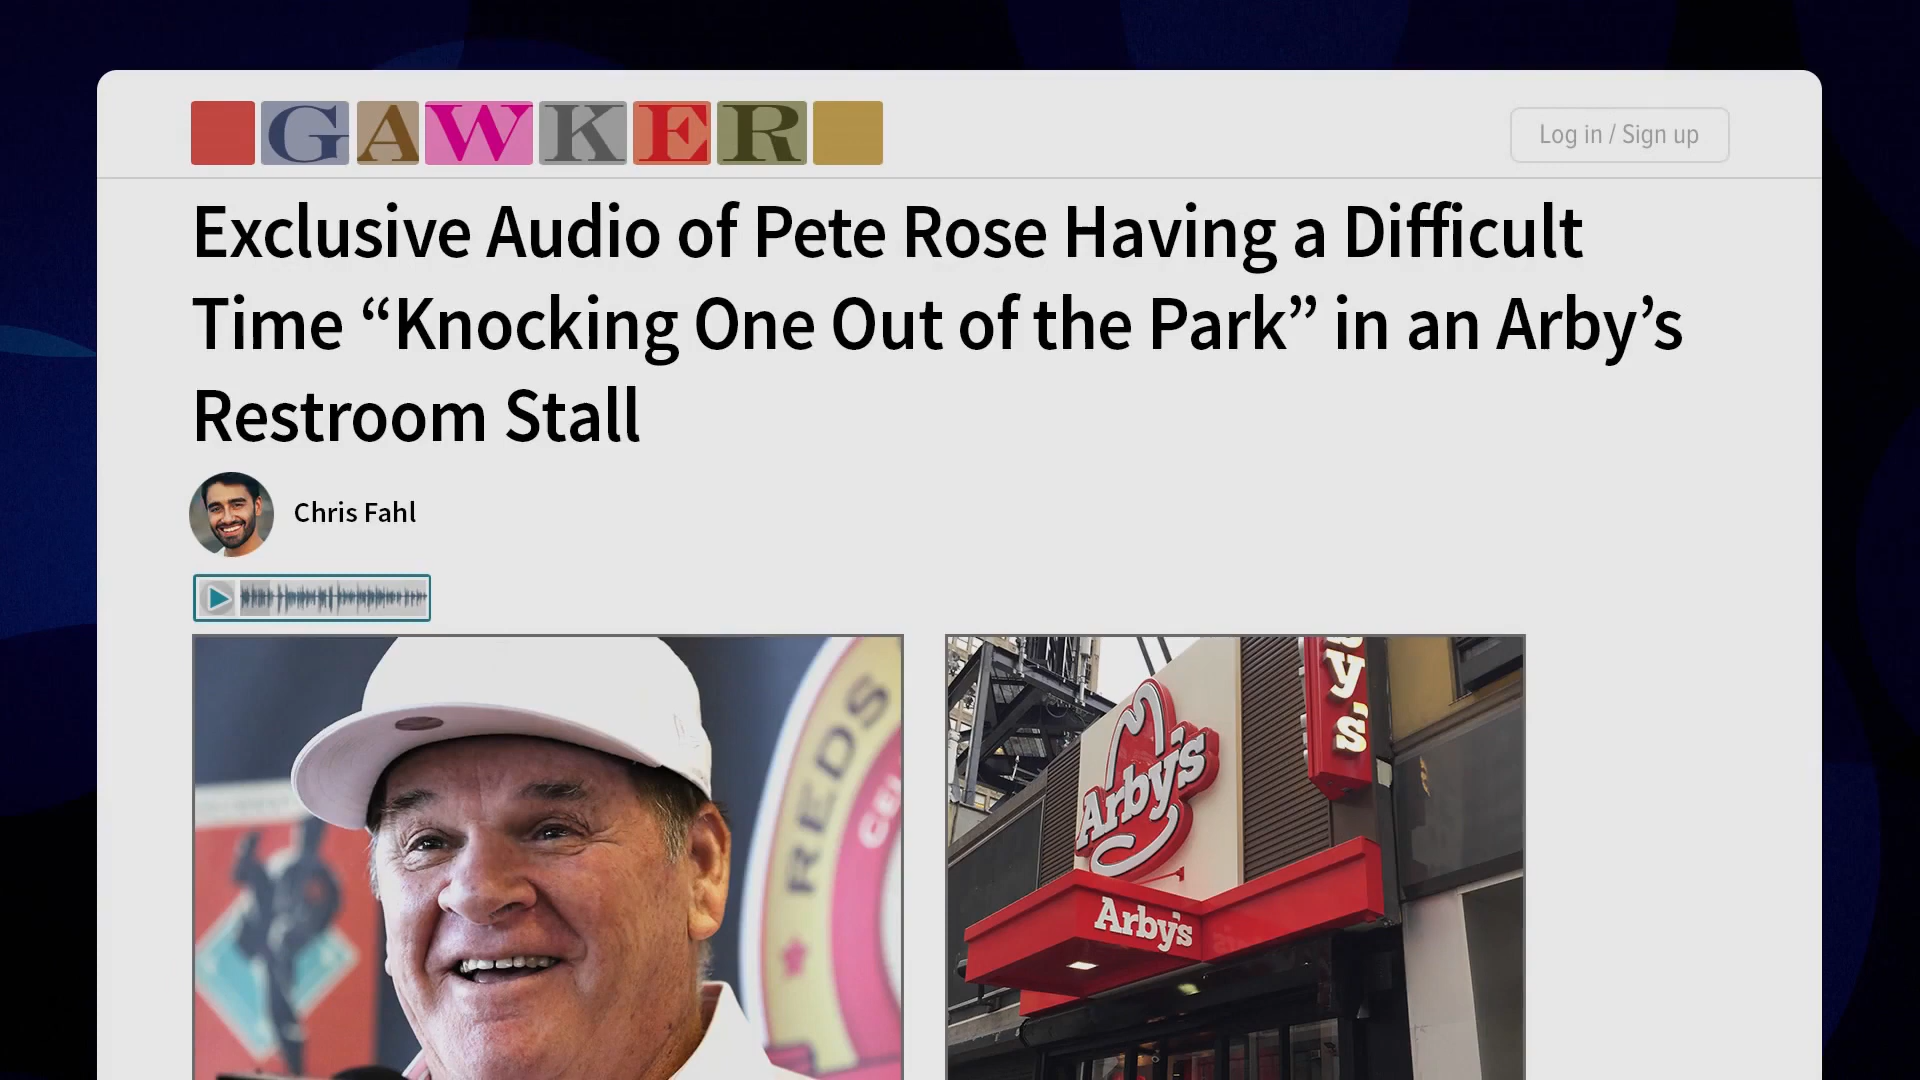 GAWKER
Log in / Sign up
Exclusive Audio of Pete Rose Having a Difficult
Time “Knocking One Out of the Park” in an Arby’s
Restroom Stall
Chris Fahl
REDS
y's
Arby's
Arby's